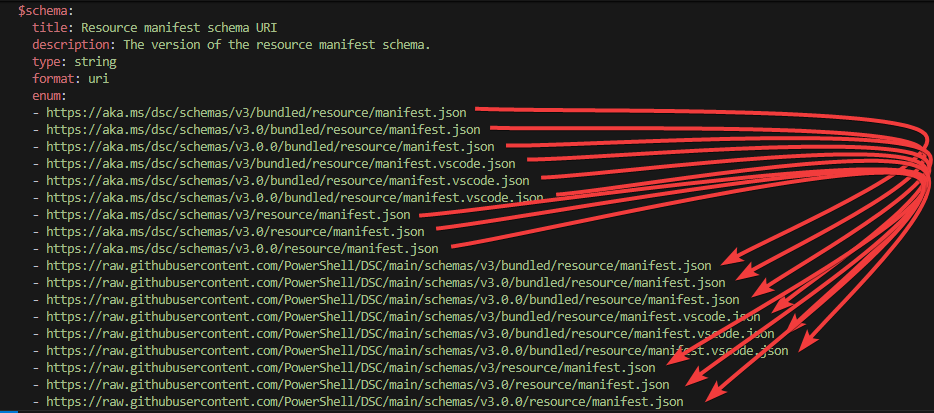 $schema:
title: Resource manifest schema URI
description: The version of the resource manifest schema.
type: string
format: uri
enum:
- https://aka.ms/dsc/schemas/v3/bundled/resource/manifest.json
- https://aka.ms/dsc/schemas/v3.0/bundled/resource/manifest.json
- https://aka.ms/dsc/schemas/v3.0.0/bundled/resource/manifest.json
- https://aka.ms/dsc/schemas/v3/bundled/resource/manifest.vscode.json
- https://aka.ms/dsc/schemas/v3.0/bundled/resource/manifest.vscode.json
- https://aka.ms/dsc/schemas/v3.0.0/bundled/resource/manifest.vscode.json
- https://aka.ms/dsc/schemas/v3/resource/manifest.json
- https://aka.ms/dsc/schemas/v3.0/resource/manifest.json
- https://aka.ms/dsc/schemas/v3.0.0/resource/manifest.json
- https://raw.githubusercontent.com/PowerShell/DSC/main/schemas/v3/bundled/resource/manifest.json
- https://raw.githubusercontent.com/PowerShell/DSC/main/schemas/v3.0/bundled/resource/manifest.json
- https://raw.githubusercontent.com/PowerShell/DSC/main/schemas/v3.0.0/bundled/resource/manifest.json
- https://raw.githubusercontent.com/PowerShell/DSC/main/schemas/v3/bundled/resource/manifest.vscode.json
- https://raw.githubusercontent.com/PowerShell/DSC/main/schemas/v3.0/bundled/resource/manifest.vscode.json
- https://raw.githubusercontent.com/PowerShell/DSC/main/schemas/v3.0.0/bundled/resource/manifest.vscode.json
- https://raw.githubusercontent.com/PowerShell/DSC/main/schemas/v3/resource/manifest.json
- https://raw.githubusercontent.com/PowerShell/DSC/main/schemas/v3.0/resource/manifest.json
- https://raw.githubusercontent.com/PowerShell/DSC/main/schemas/v3.0.0/resource/manifest.json